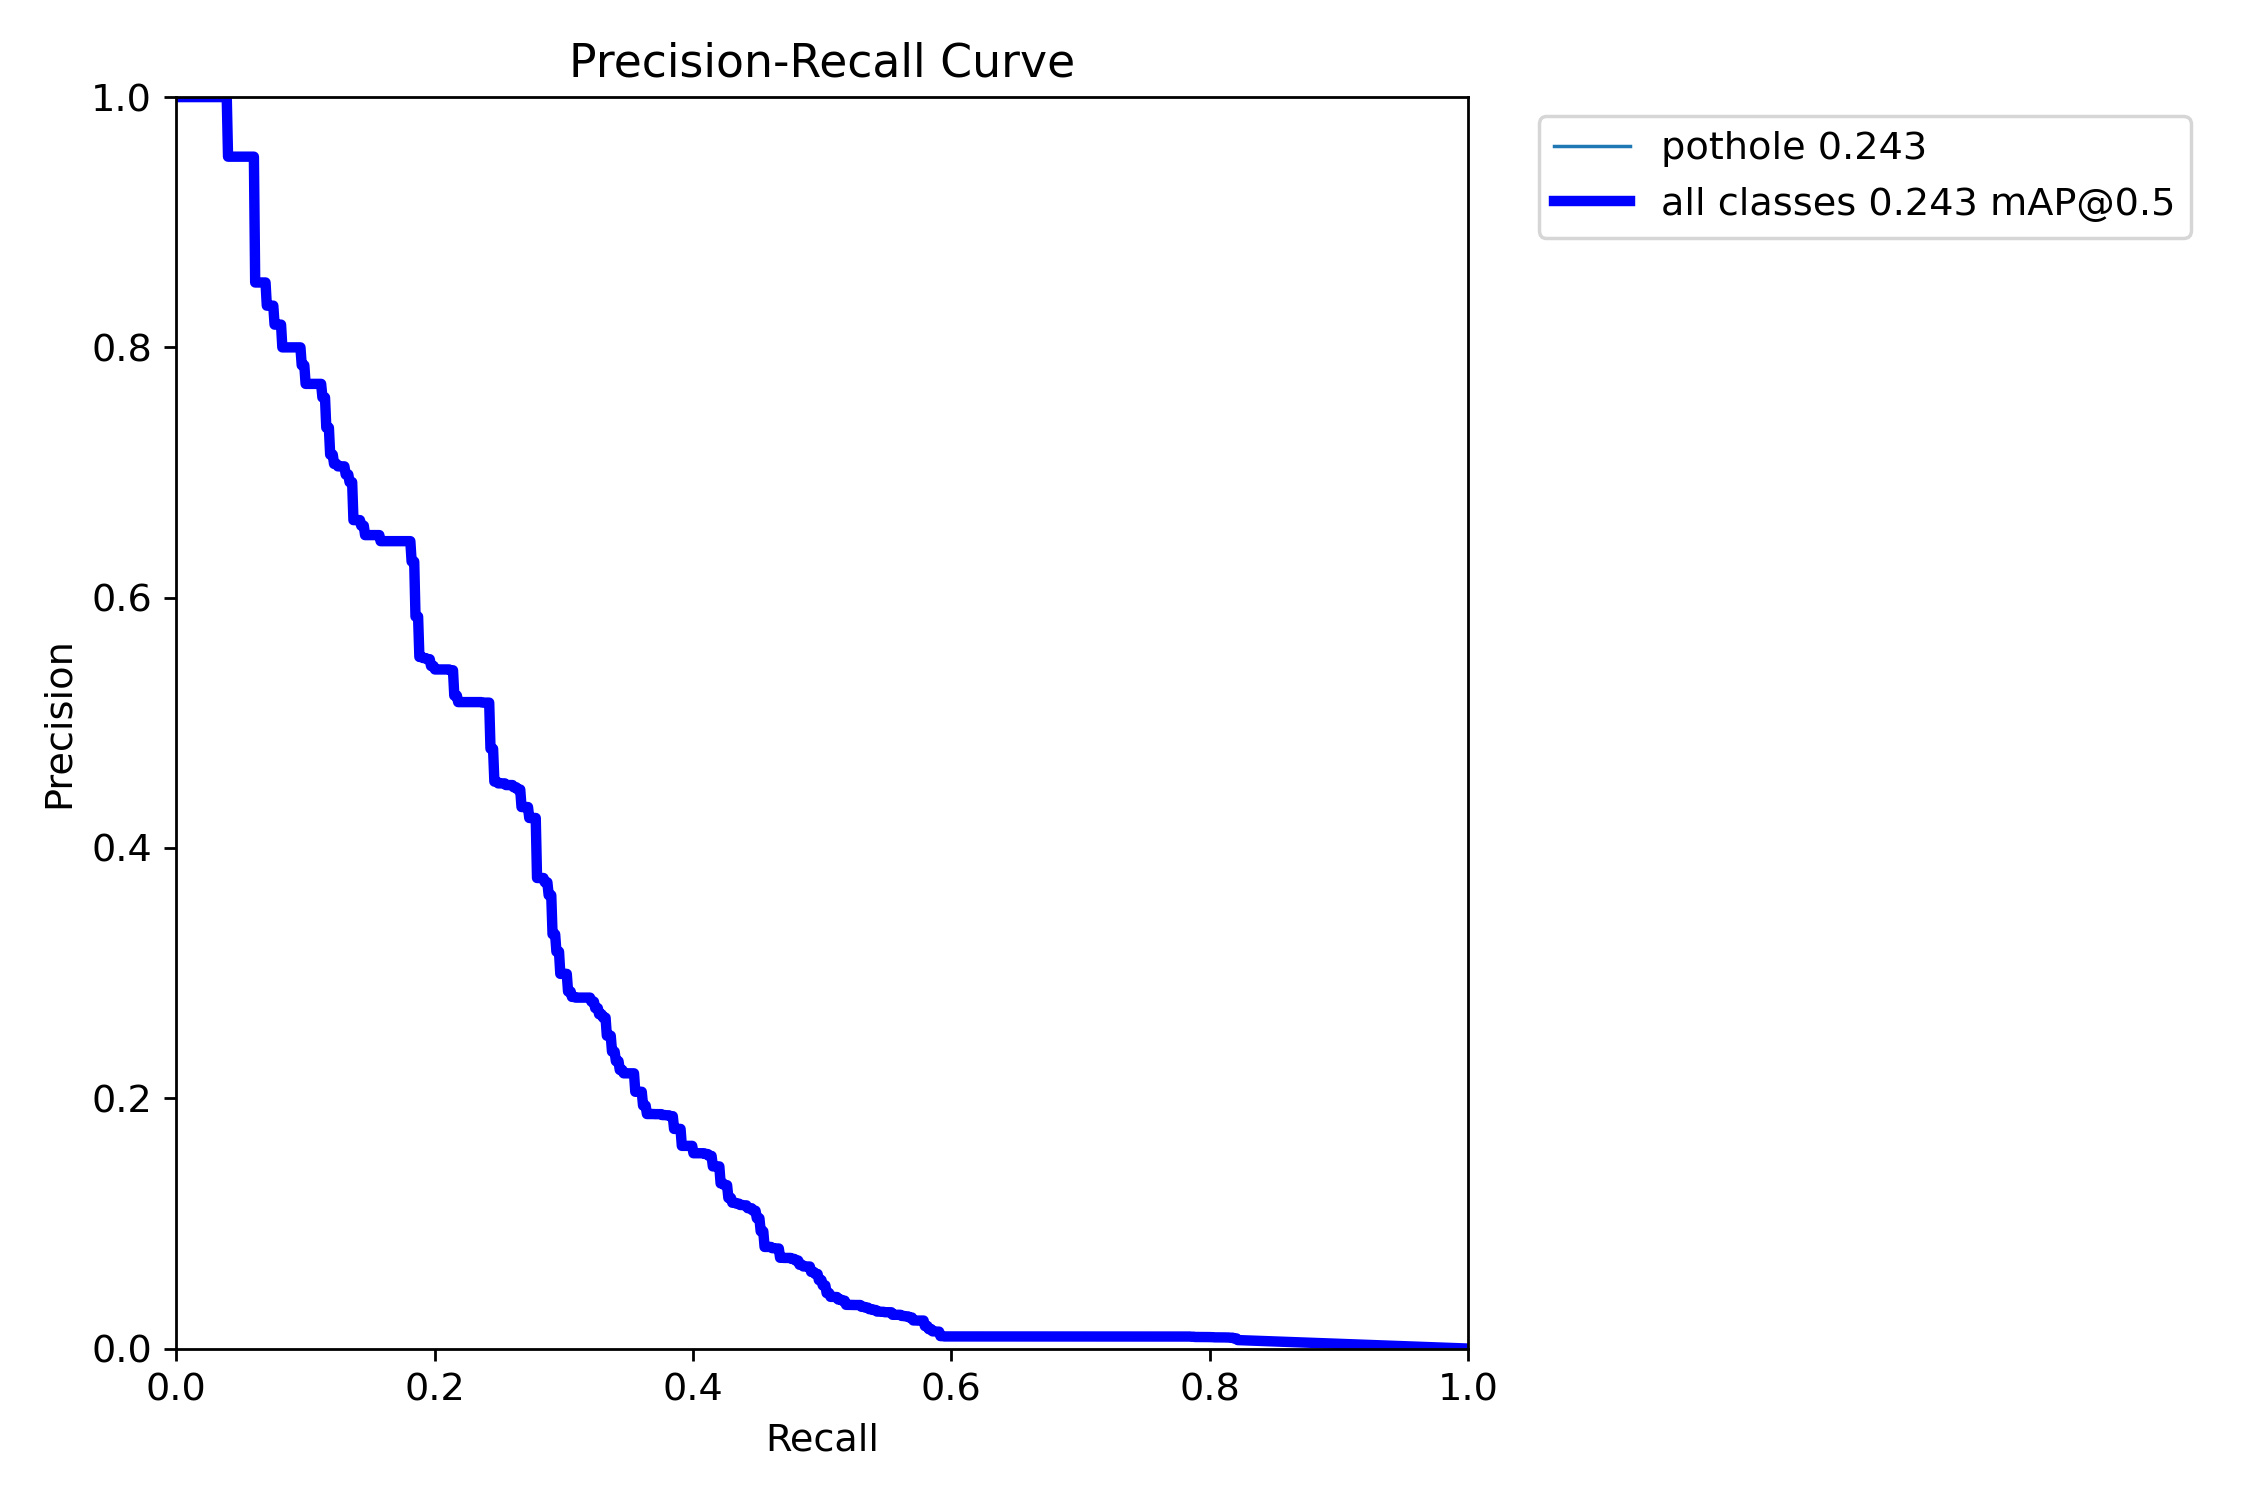 Precision-Recall Curve
1.0
0.8
0.6
0.4
0.2
0.0
Precision
0.0 0.2 0.4 0.6 0.8 1.0
Recall
pothole 0.243
all classes 0.243 mAP@0.5